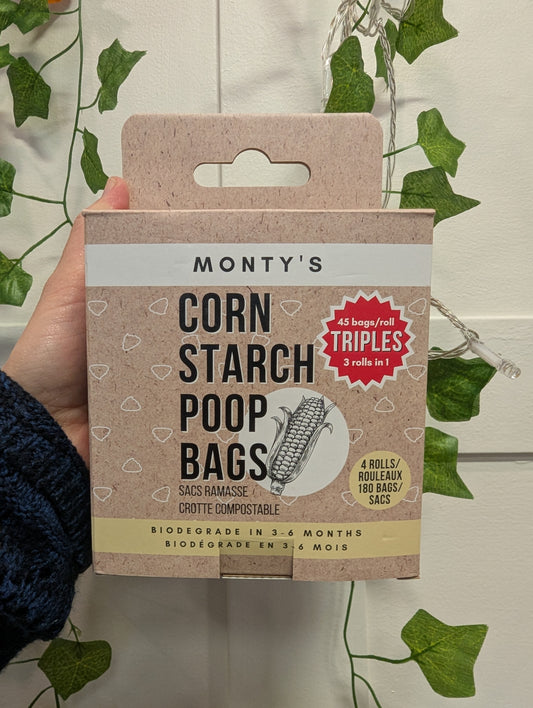 MONTY'S
CORN
STARCH
POOP
BAGS
SACS RAMASSE
CROTTE COMPOSTABLE
45 bags/roll
TRIPLES
3 rolls in 1
4 ROLLS/
ROULEAUX
180 BAGS/
SACS
BIODEGRADE IN 3-6 MONTHS
BIODÉGRADE EN 3-6 MOIS